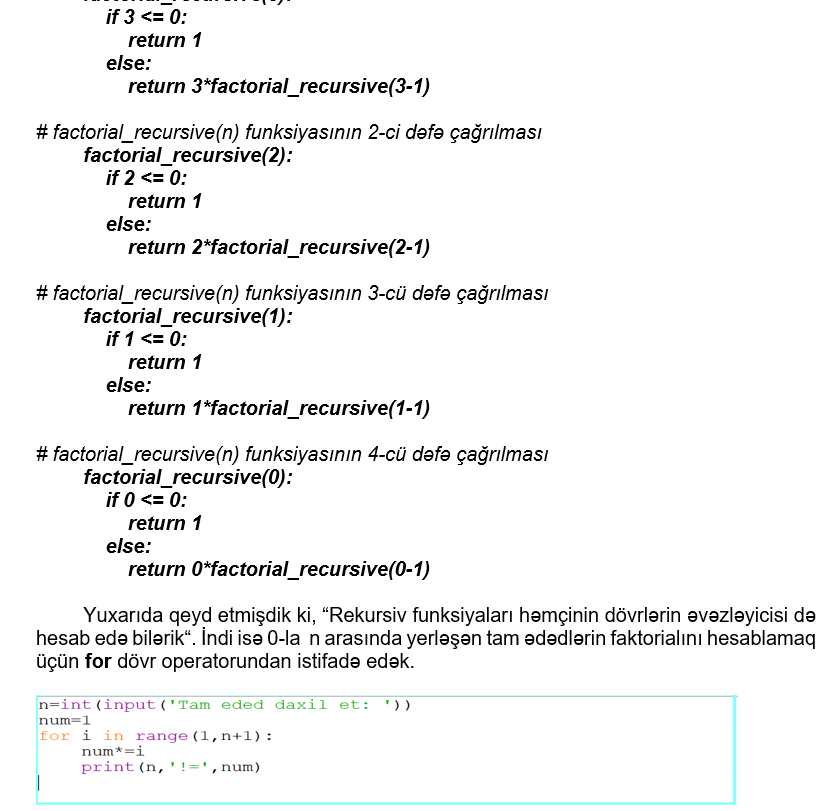 if 3 <= 0:
return 1
else:
return 3*factorial_recursive(3-1)
# factorial_recursive(n) funksiyasının 2-ci dəfə çağrılması
factorial_recursive(2):
if 2 <= 0:
return 1
else:
return 2*factorial_recursive(2-1)
# factorial_recursive(n) funksiyasının 3-cü dəfə çağrılması
factorial_recursive(1):
if 1 <= 0:
return 1
else:
return 1*factorial_recursive(1-1)
# factorial_recursive(n) funksiyasının 4-cü dəfə çağrılması
factorial_recursive(0):
if 0 <= 0:
return 1
else:
return 0*factorial_recursive(0-1)
Yuxarıda qeyd etmişdik ki, “Rekursiv funksiyaları həmçinin dövrlərin əvəzləyicisi də
hesab edə bilərik“. İndi isə 0-la n arasında yerləşən tam ədədlərin faktorialını hesablamaq
üçün for dövr operatorundan istifadə edək.
n=int(input('Tam eded daxil et: '))
num=1
for i in range(1,n+1):
num*=i
print(n,'!=',num)